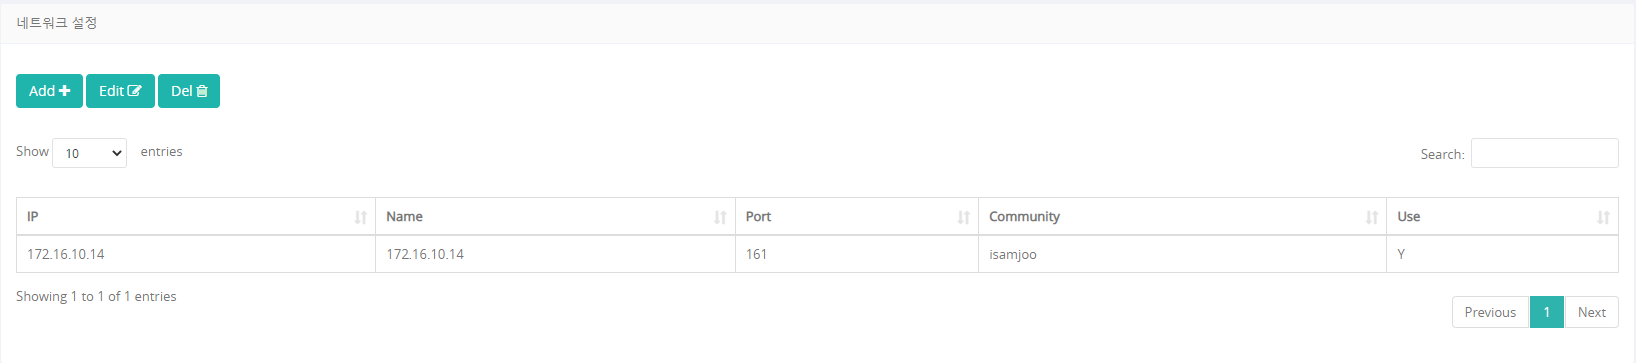 네트워크 설정
Add Edit Del
Show 10 entries Search:
IP Name Port Community Use
172.16.10.14 172.16.10.14 161 isamjoo Y
Showing 1 to 1 of 1 entries
Previous 1 Next